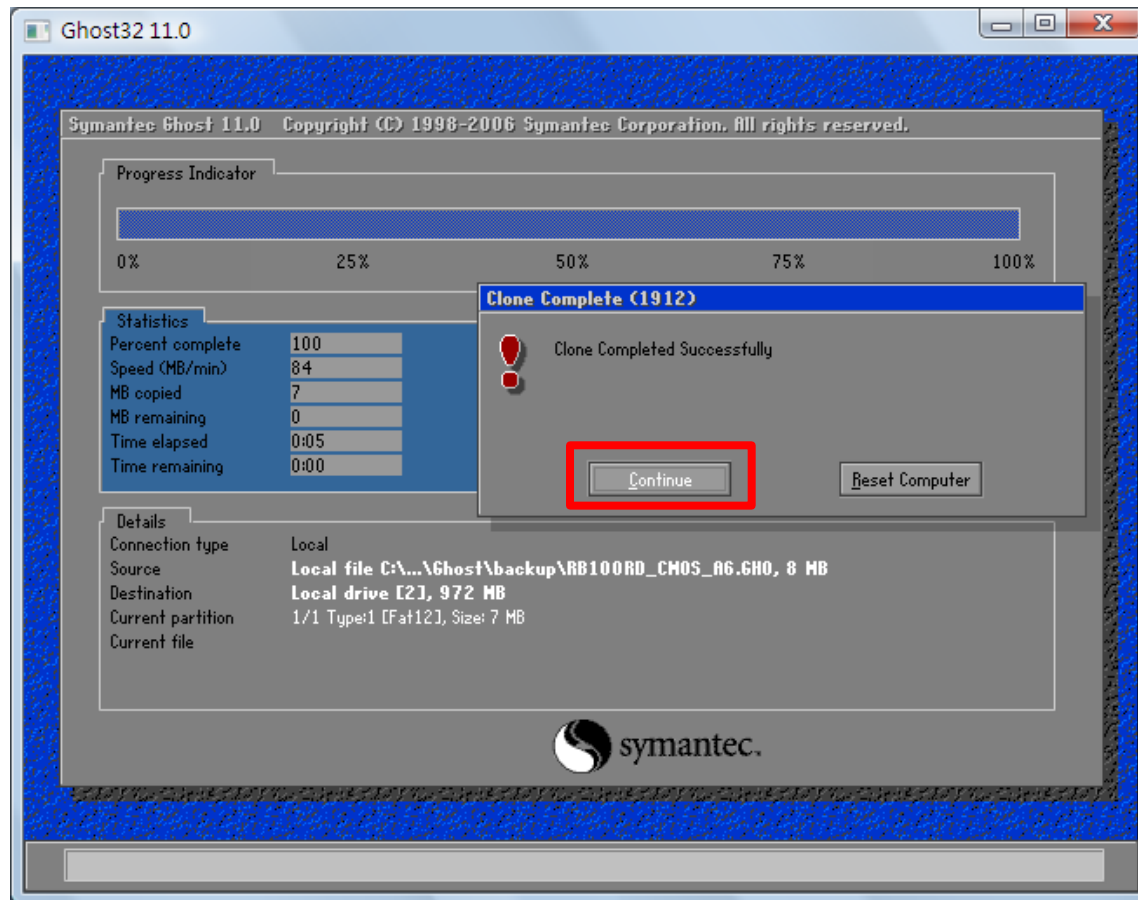 Ghost32 11.0
Symantec Ghost 11.0 Copyright (C) 1998-2006 Symantec Corporation. All rights reserved.
Progress Indicator
0% 25% 50% 75% 100%
Clone Complete (1912)
Clone Completed Successfully
Continue Reset Computer
Statistics
Percent complete 100
Speed (MB/min) 84
MB copied 7
MB remaining 0
Time elapsed 0:05
Time remaining 0:00
Details
Connection type Local
Source Local file C:\...\Ghost\backup\RB100RD_CMOS_A6.GHO, 8 MB
Destination Local drive [2], 972 MB
Current partition 1/1 Type:1 [Fat12], Size: 7 MB
Current file
symantec.